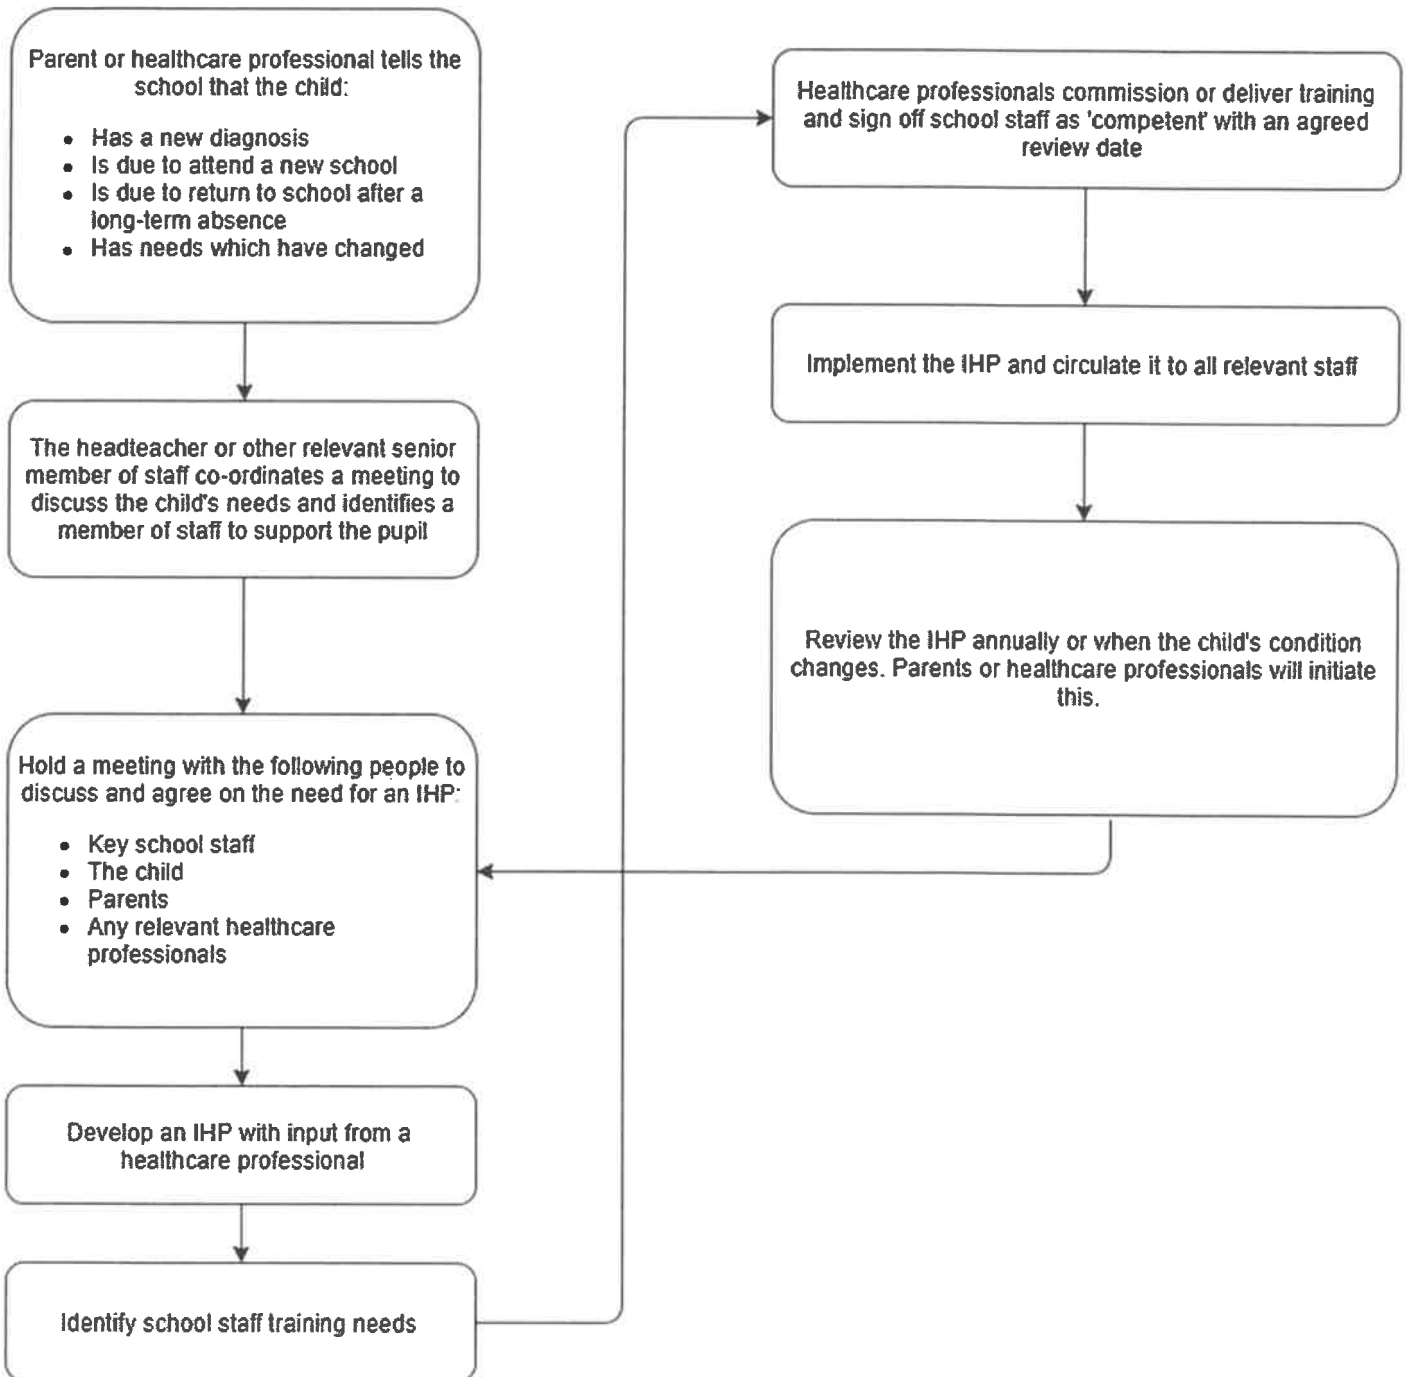 Parent or healthcare professional tells the
school that the child:
• Has a new diagnosis
• Is due to attend a new school
• Is due to return to school after a
long-term absence
• Has needs which have changed
The headteacher or other relevant senior
member of staff co-ordinates a meeting to
discuss the child's needs and identifies a
member of staff to support the pupil
Hold a meeting with the following people to
discuss and agree on the need for an IHP:
• Key school staff
• The child
• Parents
• Any relevant healthcare
professionals
Develop an IHP with input from a
healthcare professional
Identify school staff training needs
Healthcare professionals commission or deliver training
and sign off school staff as 'competent' with an agreed
review date
Implement the IHP and circulate it to all relevant staff
Review the IHP annually or when the child's condition
changes. Parents or healthcare professionals will initiate
this.